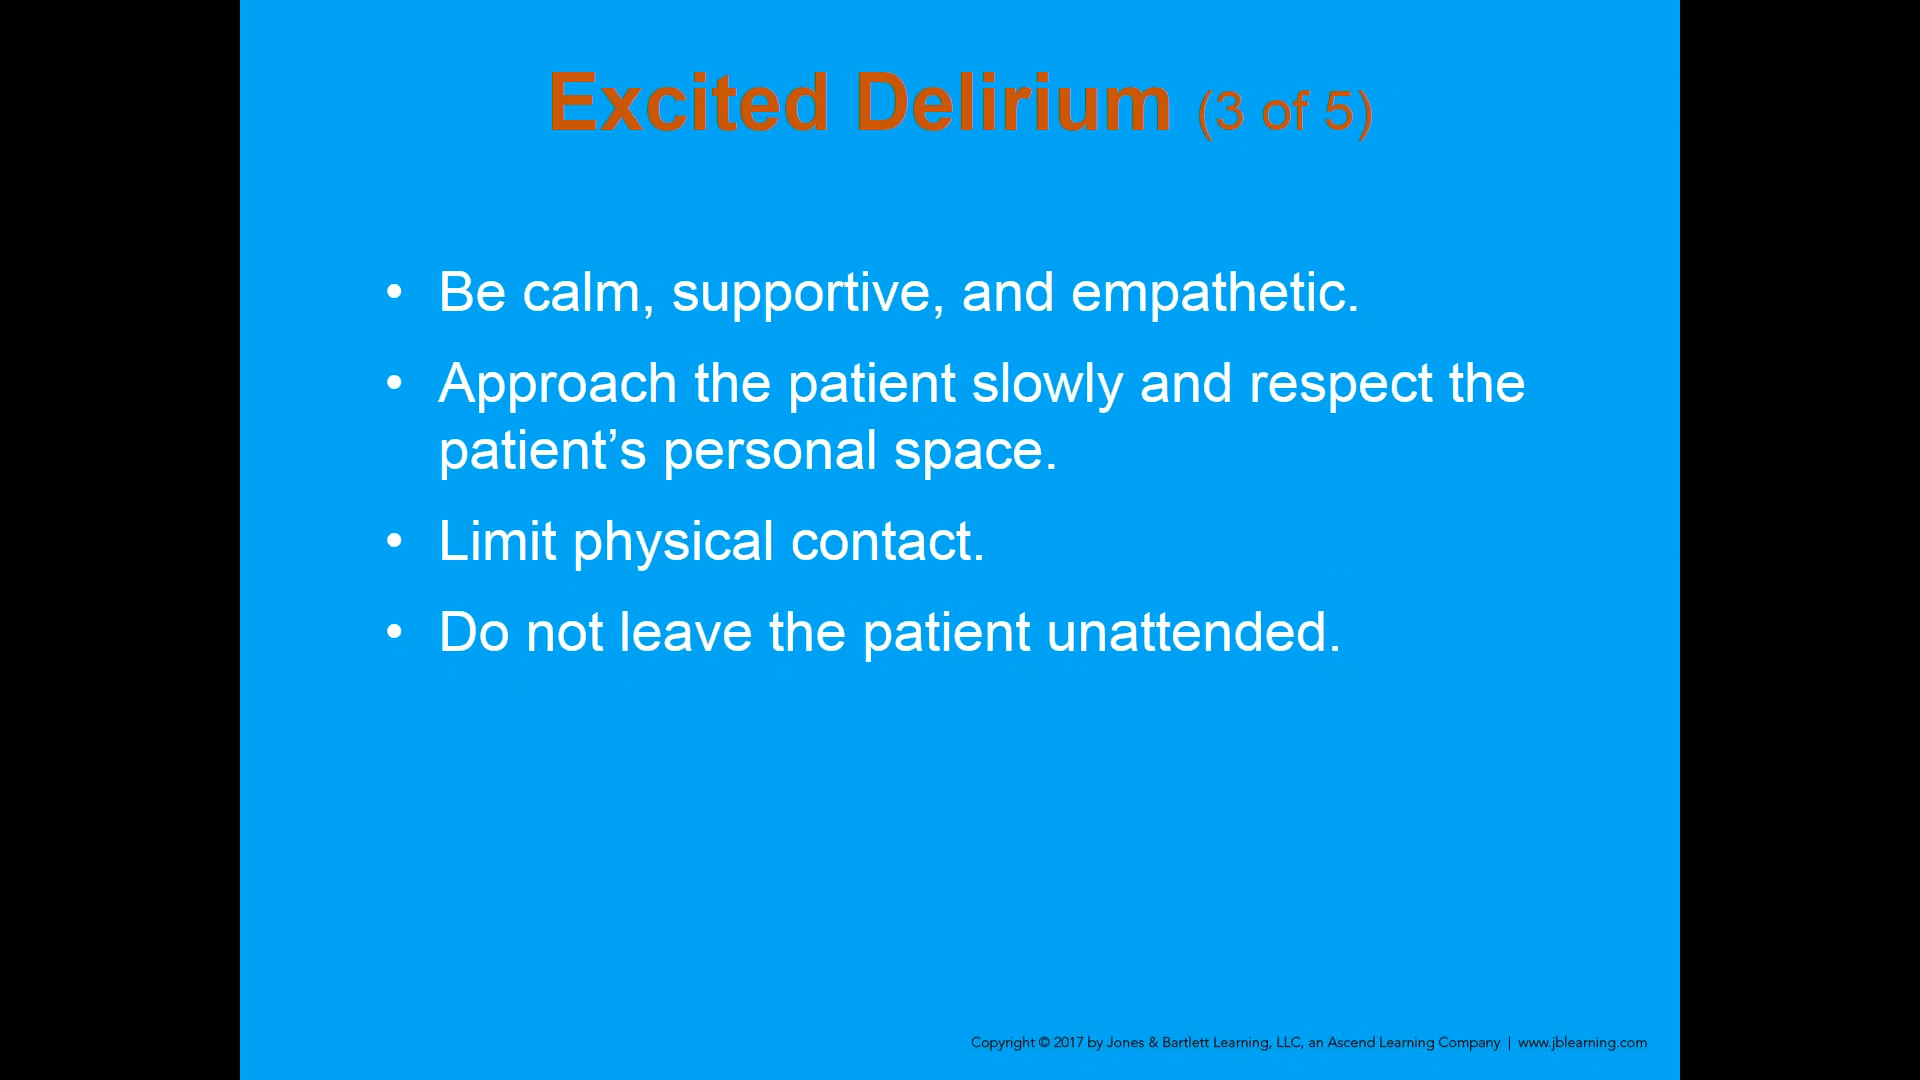 Excited Delirium (3 of 5)
• Be calm, supportive, and empathetic.
• Approach the patient slowly and respect the
patient’s personal space.
• Limit physical contact.
• Do not leave the patient unattended.
Copyright © 2017 by Jones & Bartlett Learning, LLC, an Ascend Learning Company | www.jblearning.com